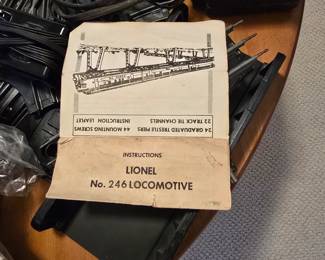 24 GRADUATED TRESTLE PIERS  44 MOUNTING SCREWS
22 TRACK TIE CHANNELS  INSTRUCTION LEAFLET
INSTRUCTIONS
LIONEL
No. 246 LOCOMOTIVE